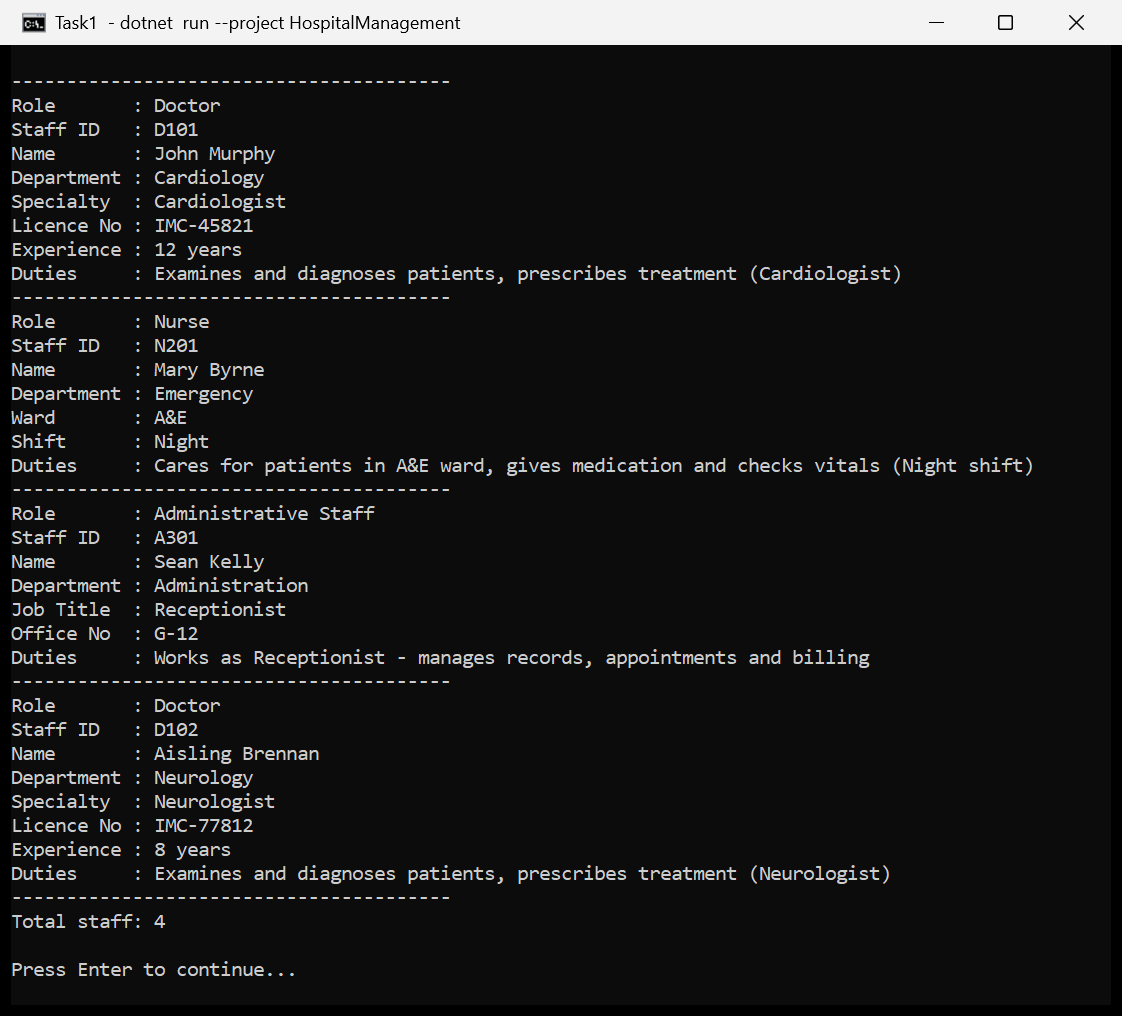 Task1 - dotnet run --project HospitalManagement
----------------------------------------
Role       : Doctor
Staff ID   : D101
Name       : John Murphy
Department : Cardiology
Specialty  : Cardiologist
Licence No : IMC-45821
Experience : 12 years
Duties     : Examines and diagnoses patients, prescribes treatment (Cardiologist)
----------------------------------------
Role       : Nurse
Staff ID   : N201
Name       : Mary Byrne
Department : Emergency
Ward       : A&E
Shift      : Night
Duties     : Cares for patients in A&E ward, gives medication and checks vitals (Night shift)
----------------------------------------
Role       : Administrative Staff
Staff ID   : A301
Name       : Sean Kelly
Department : Administration
Job Title  : Receptionist
Office No  : G-12
Duties     : Works as Receptionist - manages records, appointments and billing
----------------------------------------
Role       : Doctor
Staff ID   : D102
Name       : Aisling Brennan
Department : Neurology
Specialty  : Neurologist
Licence No : IMC-77812
Experience : 8 years
Duties     : Examines and diagnoses patients, prescribes treatment (Neurologist)
----------------------------------------
Total staff: 4
Press Enter to continue...